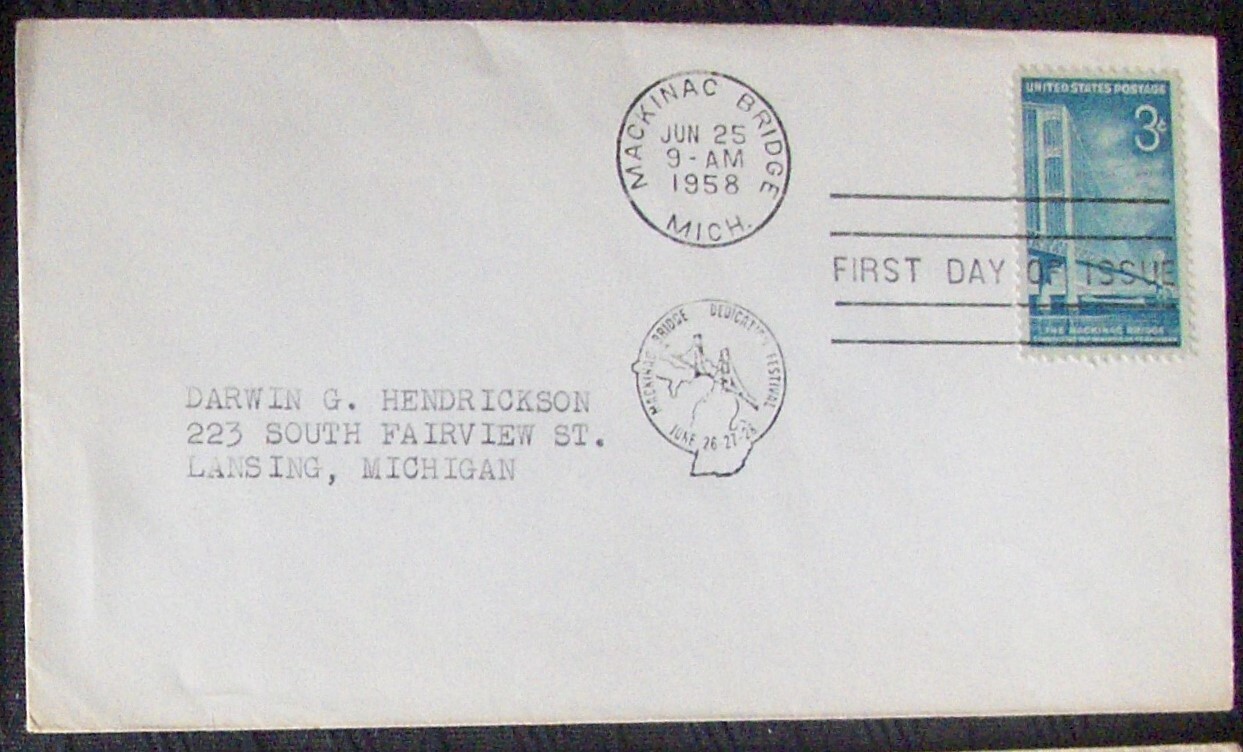 MACKINAC BRIDGE
JUN 25
9-AM
1958
MICH.
UNITED STATES POSTAGE
3¢
FIRST DAY OF ISSUE
THE MACKINAC BRIDGE
MACKINAC BRIDGE DEDICATION FESTIVAL
JUNE 26-27-28
DARWIN G. HENDRICKSON
223 SOUTH FAIRVIEW ST.
LANSING, MICHIGAN